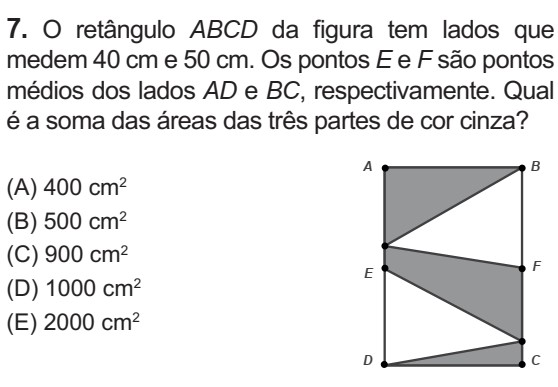 7. O retângulo ABCD da figura tem lados que
medem 40 cm e 50 cm. Os pontos E e F são pontos
médios dos lados AD e BC, respectivamente. Qual
é a soma das áreas das três partes de cor cinza?
(A) 400 cm²
(B) 500 cm²
(C) 900 cm²
(D) 1000 cm²
(E) 2000 cm²
A
B
E
F
D
C